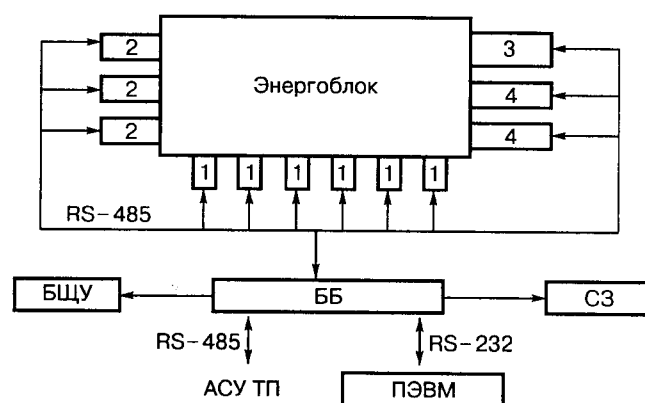 2 3
2 Энергоблок 4
2 4
1 1 1 1 1 1
RS-485
БЩУ ББ СЗ
RS-485 RS-232
АСУ ТП ПЭВМ